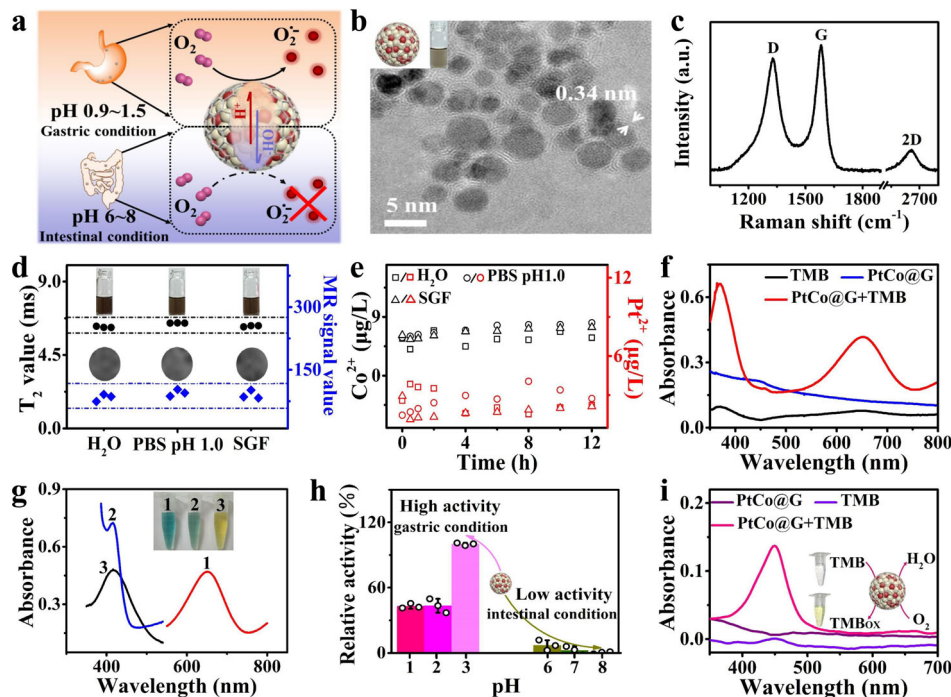 a
O₂
O₂•−
pH 0.9~1.5
Gastric condition
H⁺
HO⁻
O₂
O₂•−
pH 6~8
Intestinal condition
b
0.34 nm
5 nm
c
Intensity (a.u.)
D
G
2D
1200
1600
2700
Raman shift (cm⁻¹)
d
T₂ value (ms)
9.0
4.5
0.0
300
150
0
MR signal value
H₂O PBS pH 1.0 SGF
e
Co²⁺ (μg/L)
9
0
□/□ H₂O ○/○ PBS pH1.0
△/△ SGF
12
6
Pt²⁺ (μg/L)
0 4 8 12
Time (h)
f
Absorbance
0.6
0.3
0.0
TMB PtCo@G
PtCo@G+TMB
400 500 600 700 800
Wavelength (nm)
g
Absorbance
0.9
0.6
0.3
1 2 3
2
3
1
400 600 800
Wavelength (nm)
h
Relative activity (%)
120
60
0
High activity
gastric condition
Low activity
intestinal condition
1 2 3 6 7 8
pH
i
Absorbance
0.2
0.1
0.0
PtCo@G TMB
PtCo@G+TMB
TMB
H₂O
TMBOX
O₂
400 500 600 700
Wavelength (nm)